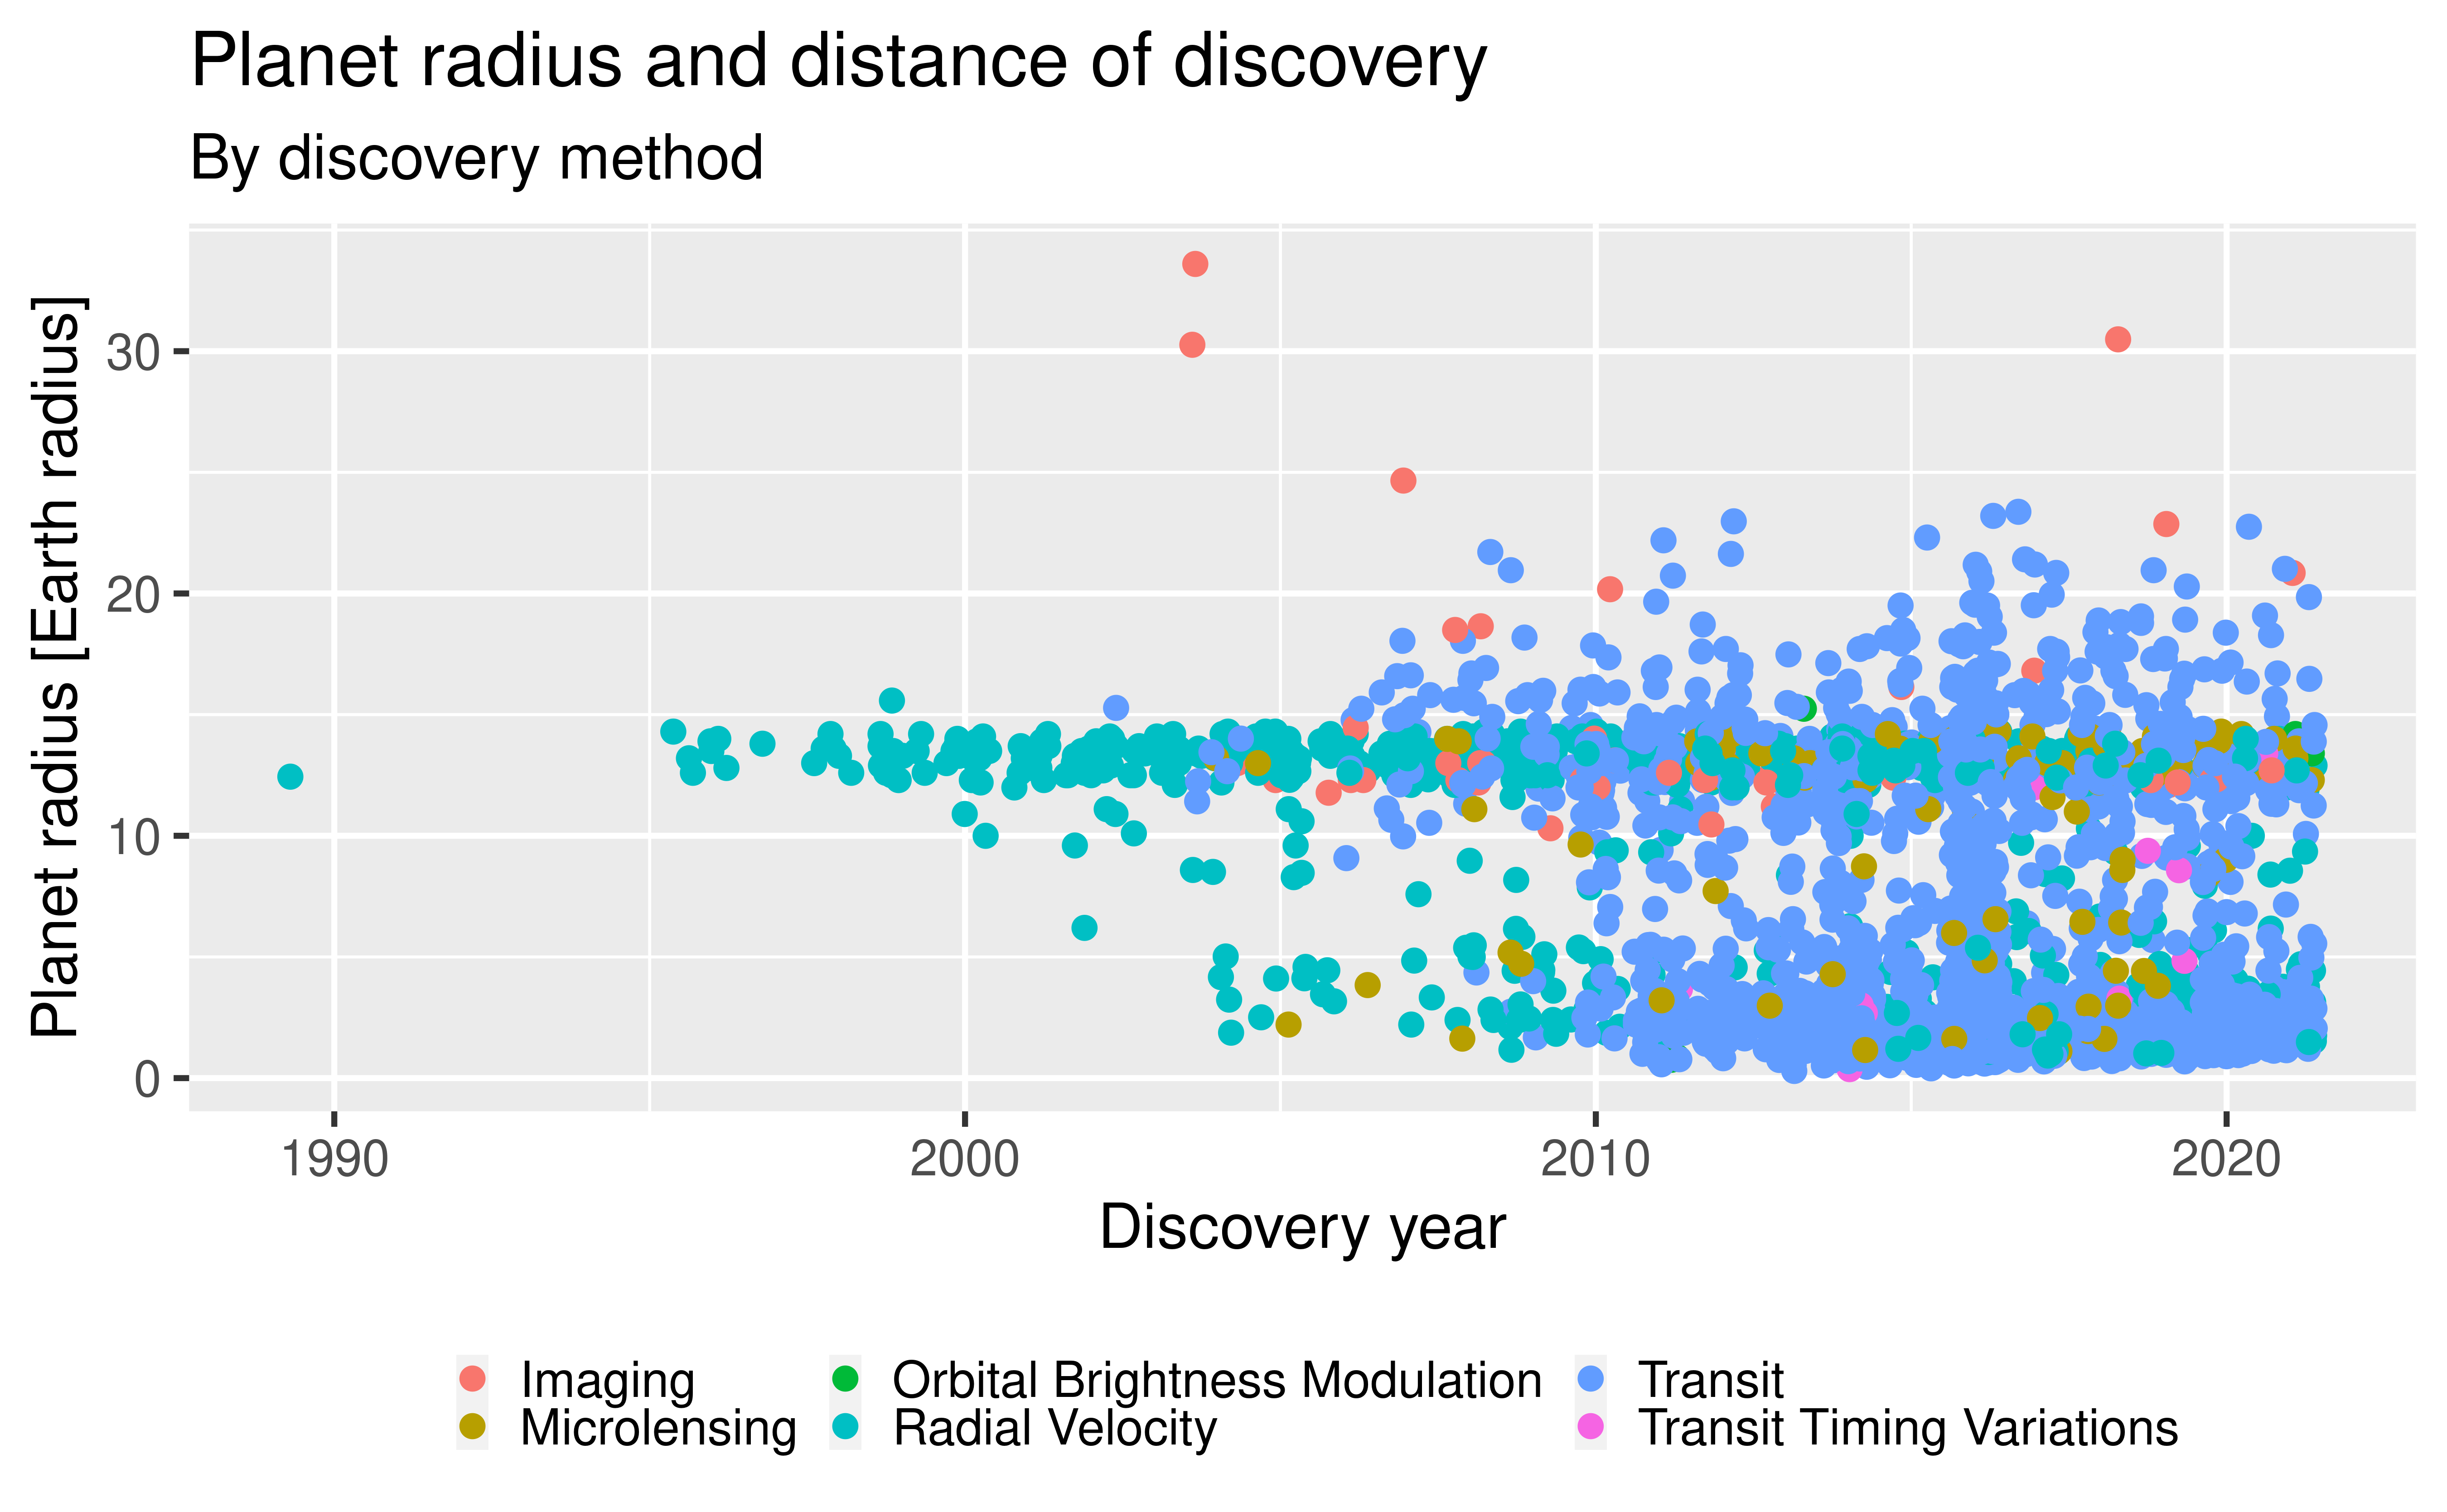 Planet radius and distance of discovery
By discovery method
Planet radius [Earth radius]
30
20
10
0
1990 2000 2010 2020
Discovery year
Imaging Orbital Brightness Modulation Transit
Microlensing Radial Velocity Transit Timing Variations